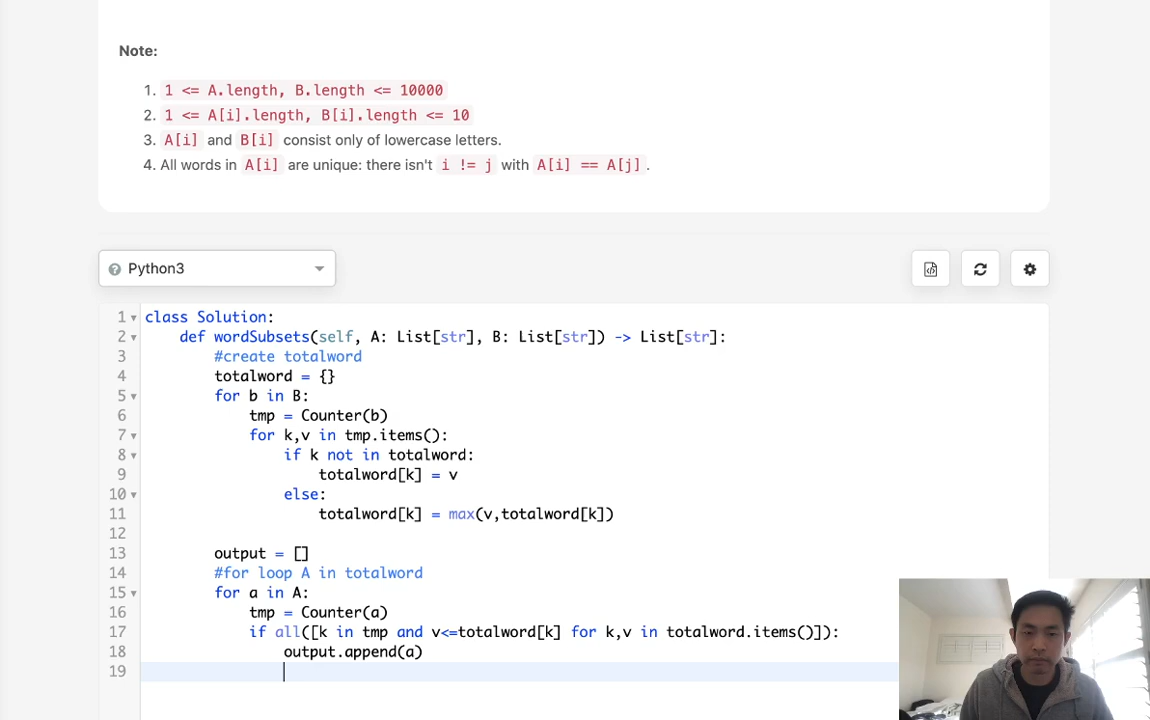 Note:
1. 1 <= A.length, B.length <= 10000
2. 1 <= A[i].length, B[i].length <= 10
3. A[i] and B[i] consist only of lowercase letters.
4. All words in A[i] are unique: there isn't i != j with A[i] == A[j].
Python3
1 class Solution:
2     def wordSubsets(self, A: List[str], B: List[str]) -> List[str]:
3         #create totalword
4         totalword = {}
5         for b in B:
6             tmp = Counter(b)
7             for k,v in tmp.items():
8                 if k not in totalword:
9                     totalword[k] = v
10                 else:
11                     totalword[k] = max(v,totalword[k])
12
13         output = []
14         #for loop A in totalword
15         for a in A:
16             tmp = Counter(a)
17             if all([k in tmp and v<=totalword[k] for k,v in totalword.items()]):
18                 output.append(a)
19